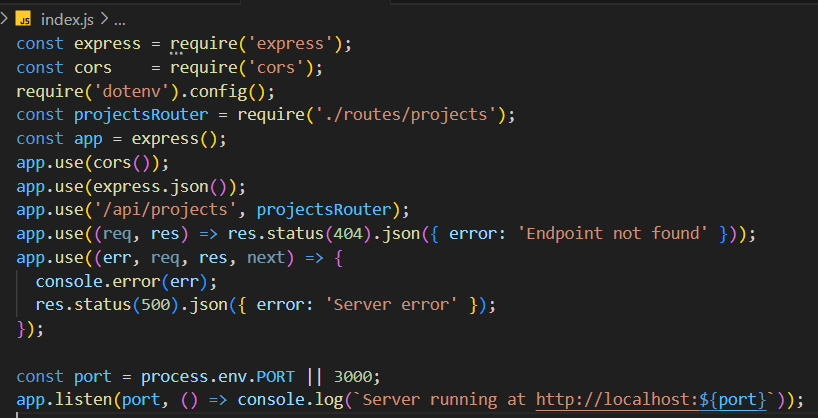 JS index.js > ...
const express = require('express');
const cors    = require('cors');
require('dotenv').config();
const projectsRouter = require('./routes/projects');
const app = express();
app.use(cors());
app.use(express.json());
app.use('/api/projects', projectsRouter);
app.use((req, res) => res.status(404).json({ error: 'Endpoint not found' }));
app.use((err, req, res, next) => {
  console.error(err);
  res.status(500).json({ error: 'Server error' });
});

const port = process.env.PORT || 3000;
app.listen(port, () => console.log(`Server running at http://localhost:${port}`));